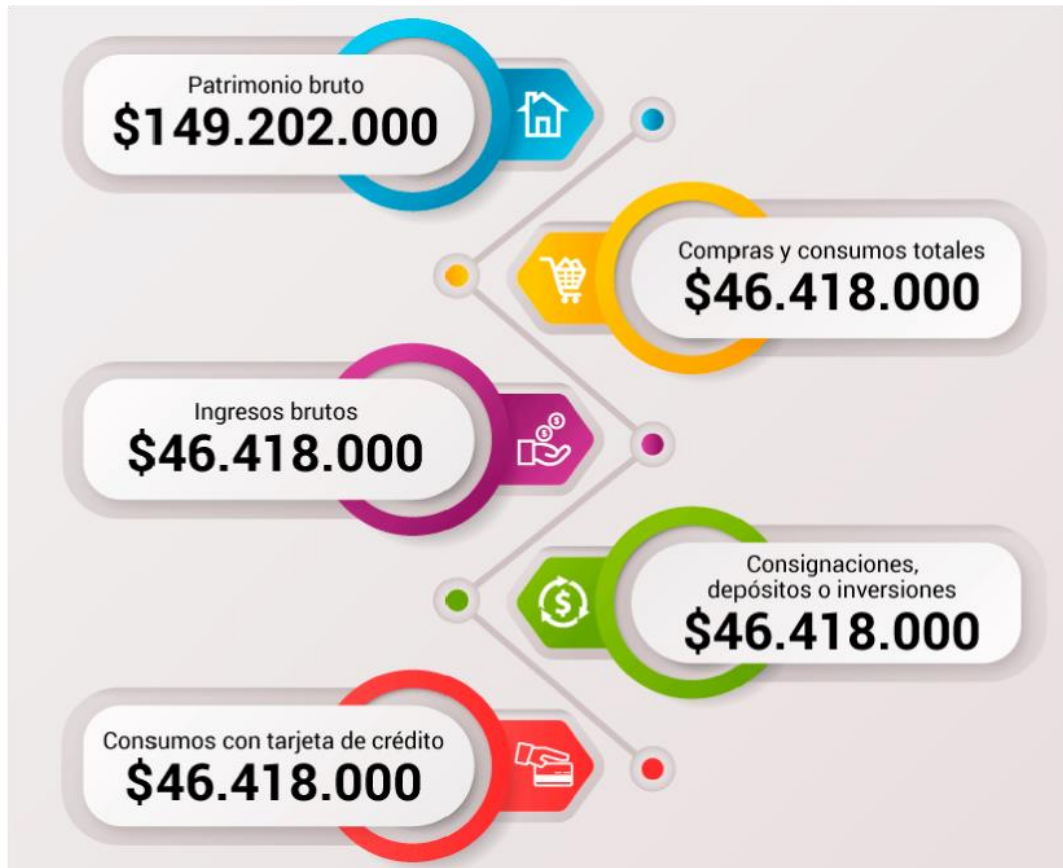 Patrimonio bruto
$149.202.000
Compras y consumos totales
$46.418.000
Ingresos brutos
$46.418.000
Consignaciones,
depósitos o inversiones
$46.418.000
Consumos con tarjeta de crédito
$46.418.000